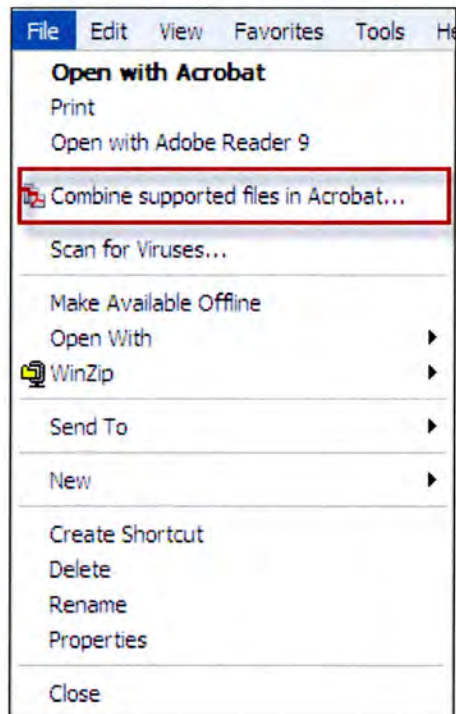 File Edit View Favorites Tools He
Open with Acrobat
Print
Open with Adobe Reader 9
Combine supported files in Acrobat...
Scan for Viruses...
Make Available Offline
Open With
WinZip
Send To
New
Create Shortcut
Delete
Rename
Properties
Close